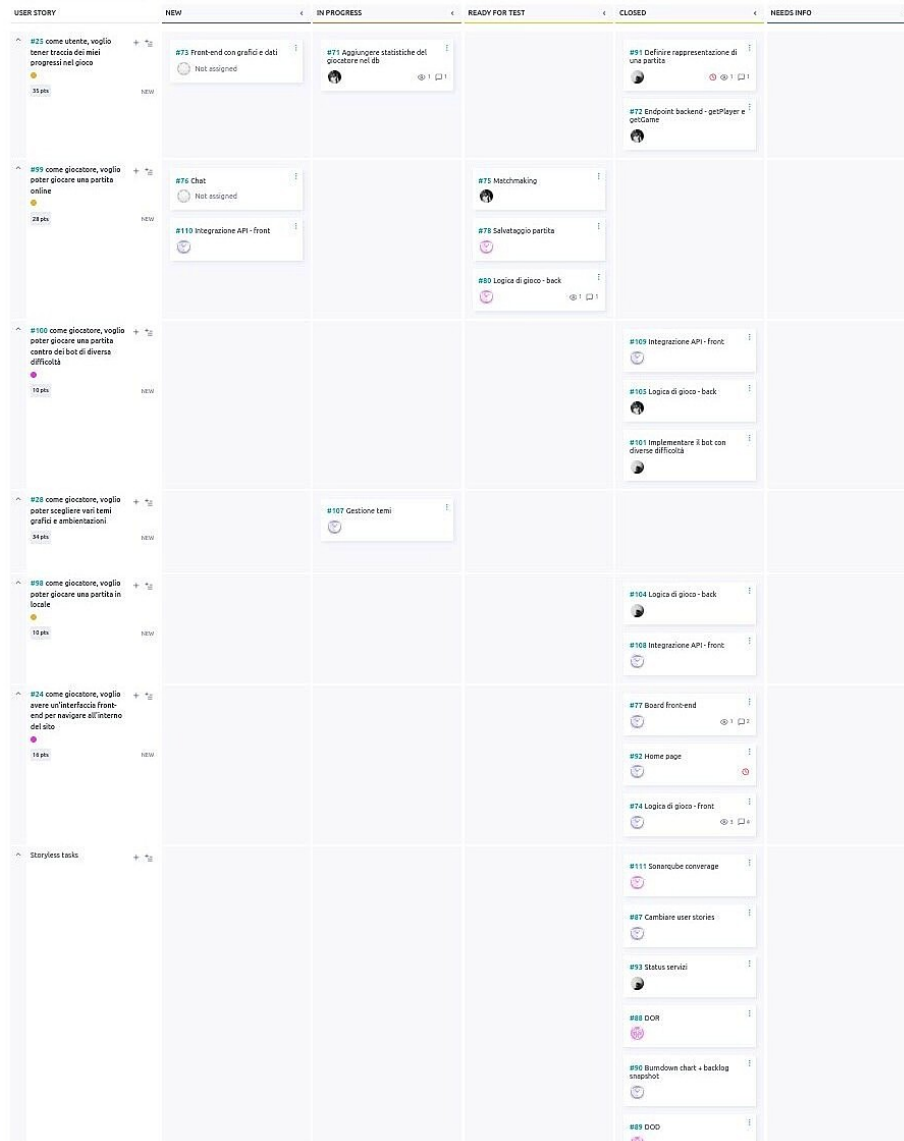 USER STORY
NEW
IN PROGRESS
READY FOR TEST
CLOSED
NEEDS INFO
#25 come utente, voglio
tener traccia dei miei
progressi nel gioco
35 pts
NEW
#73 Front-end con grafici e dati
Not assigned
#71 Aggiungere statistiche del
giocatore nel db
1 1
#91 Definire rappresentazione di
una partita
1 1
#72 Endpoint backend - getPlayer e
getGame
#99 come giocatore, voglio
poter giocare una partita
online
28 pts
NEW
#76 Chat
Not assigned
#110 Integrazione API - front
#75 Matchmaking
#78 Salvataggio partita
#80 Logica di gioco - back
1 1
#100 come giocatore, voglio
poter giocare una partita
contro dei bot di diversa
difficoltà
10 pts
NEW
#109 Integrazione API - front
#105 Logica di gioco - back
#101 Implementare il bot con
diverse difficoltà
#28 come giocatore, voglio
poter scegliere vari temi
grafici e ambientazioni
34 pts
NEW
#107 Gestione temi
#98 come giocatore, voglio
poter giocare una partita in
locale
10 pts
NEW
#104 Logica di gioco - back
#108 Integrazione API - front
#24 come giocatore, voglio
avere un'interfaccia front-
end per navigare all'interno
del sito
NEW
#77 Board front-end
2
#92 Home page
#74 Logica di gioco - front
Storyless tasks
#111 Sonarqube converage
#87 Cambiare user stories
#93 Status servizi
#88 DOR
#90 Burndown chart + backlog
snapshot
#89 DOD